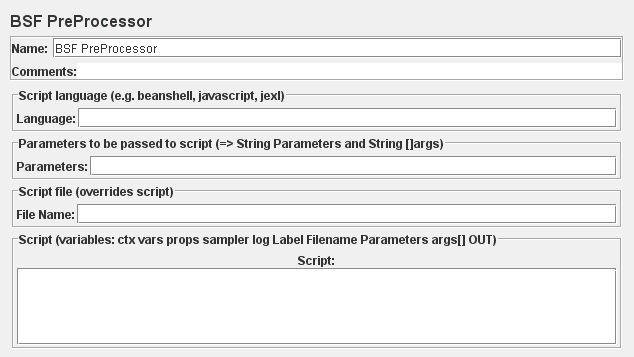 BSF PreProcessor
Name: BSF PreProcessor
Comments:
Script language (e.g. beanshell, javascript, jexl)
Language:
Parameters to be passed to script (=> String Parameters and String []args)
Parameters:
Script file (overrides script)
File Name:
Script (variables: ctx vars props sampler log Label Filename Parameters args[] OUT)
Script: